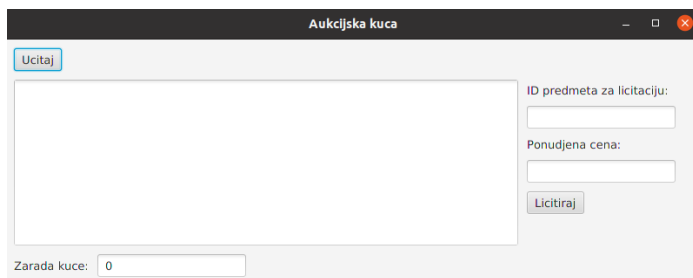 Aukcijska kuca
Ucitaj
ID predmeta za licitaciju:
Ponudjena cena:
Licitiraj
Zarada kuce: 0